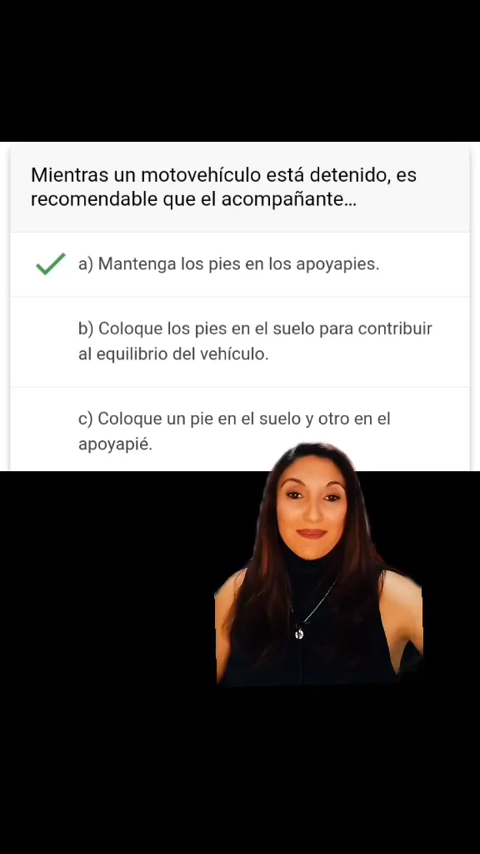 Mientras un motovehículo está detenido, es
recomendable que el acompañante...
a) Mantenga los pies en los apoyapies.
b) Coloque los pies en el suelo para contribuir
al equilibrio del vehículo.
c) Coloque un pie en el suelo y otro en el
apoyapié.